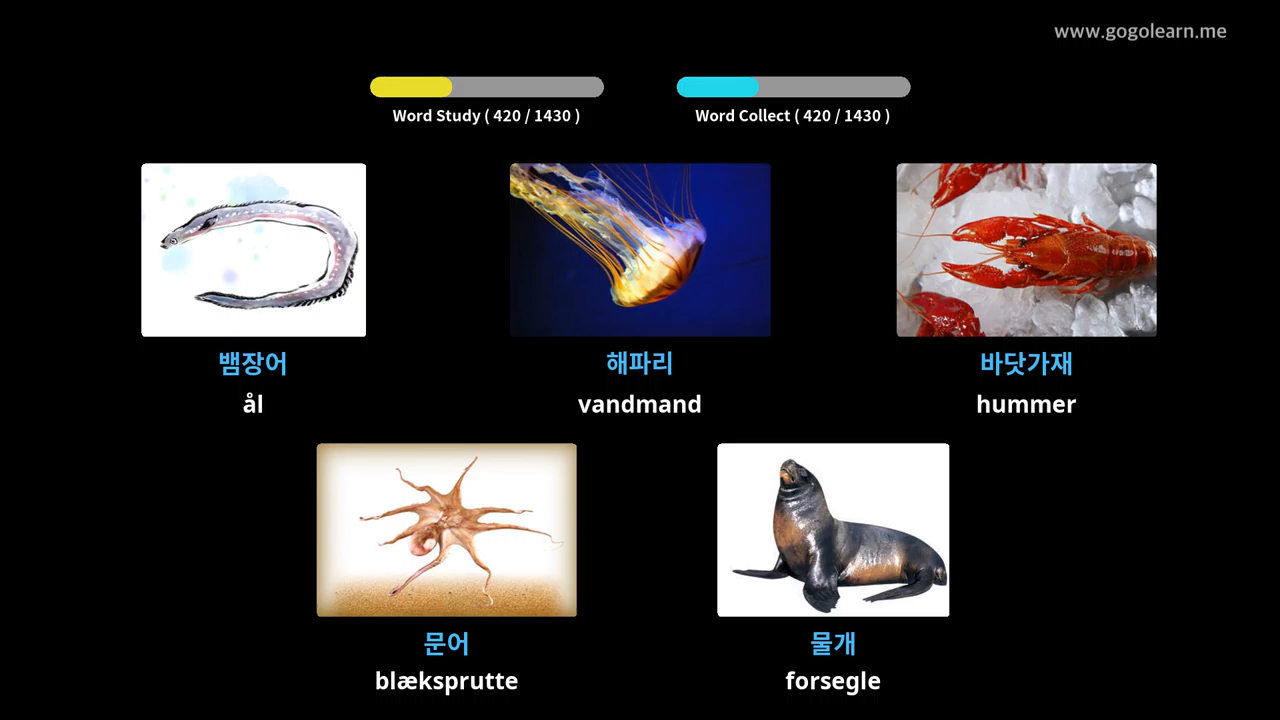 www.gogolearn.me
Word Study ( 420 / 1430 )
Word Collect ( 420 / 1430 )
뱀장어
ål
해파리
vandmand
바닷가재
hummer
문어
blæksprutte
물개
forsegle